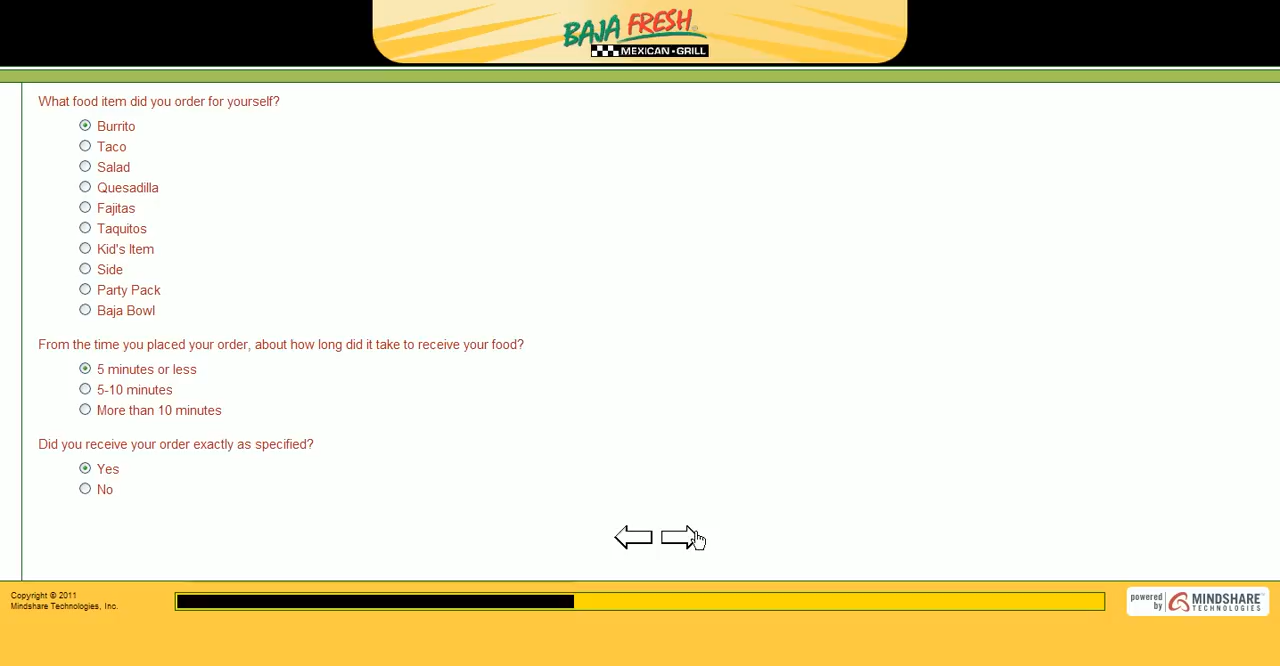 BAJA FRESH
MEXICAN • GRILL
What food item did you order for yourself?
Burrito
Taco
Salad
Quesadilla
Fajitas
Taquitos
Kid's Item
Side
Party Pack
Baja Bowl
From the time you placed your order, about how long did it take to receive your food?
5 minutes or less
5-10 minutes
More than 10 minutes
Did you receive your order exactly as specified?
Yes
No
Copyright © 2011
Mindshare Technologies, Inc.
powered by
MINDSHARE
TECHNOLOGIES